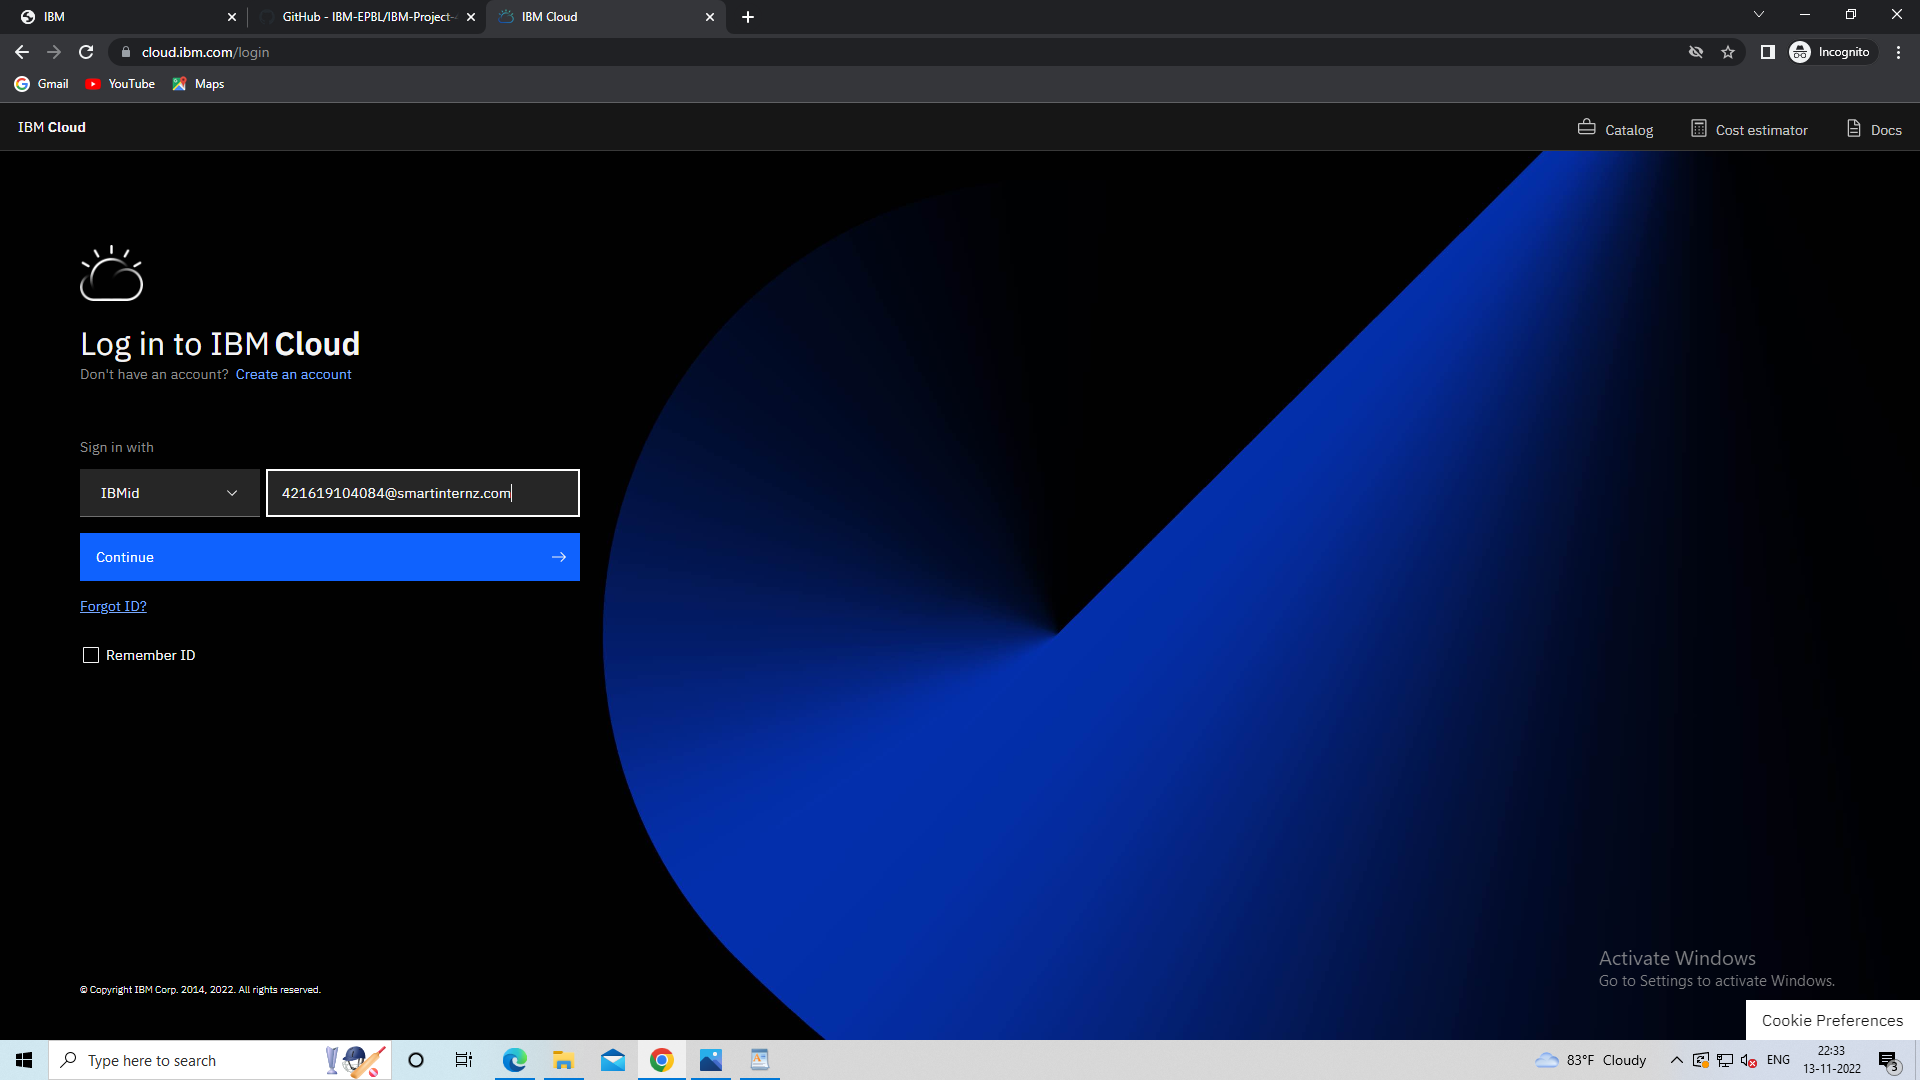 IBM
GitHub - IBM-EPBL/IBM-Project-
IBM Cloud
cloud.ibm.com/login
Incognito
Gmail
YouTube
Maps
IBM Cloud
Catalog
Cost estimator
Docs
Log in to IBM Cloud
Don't have an account? Create an account
Sign in with
IBMid
421619104084@smartinternz.com
Continue
Forgot ID?
Remember ID
© Copyright IBM Corp. 2014, 2022. All rights reserved.
Activate Windows
Go to Settings to activate Windows.
Cookie Preferences
Type here to search
83°F Cloudy
ENG
22:33
13-11-2022
3